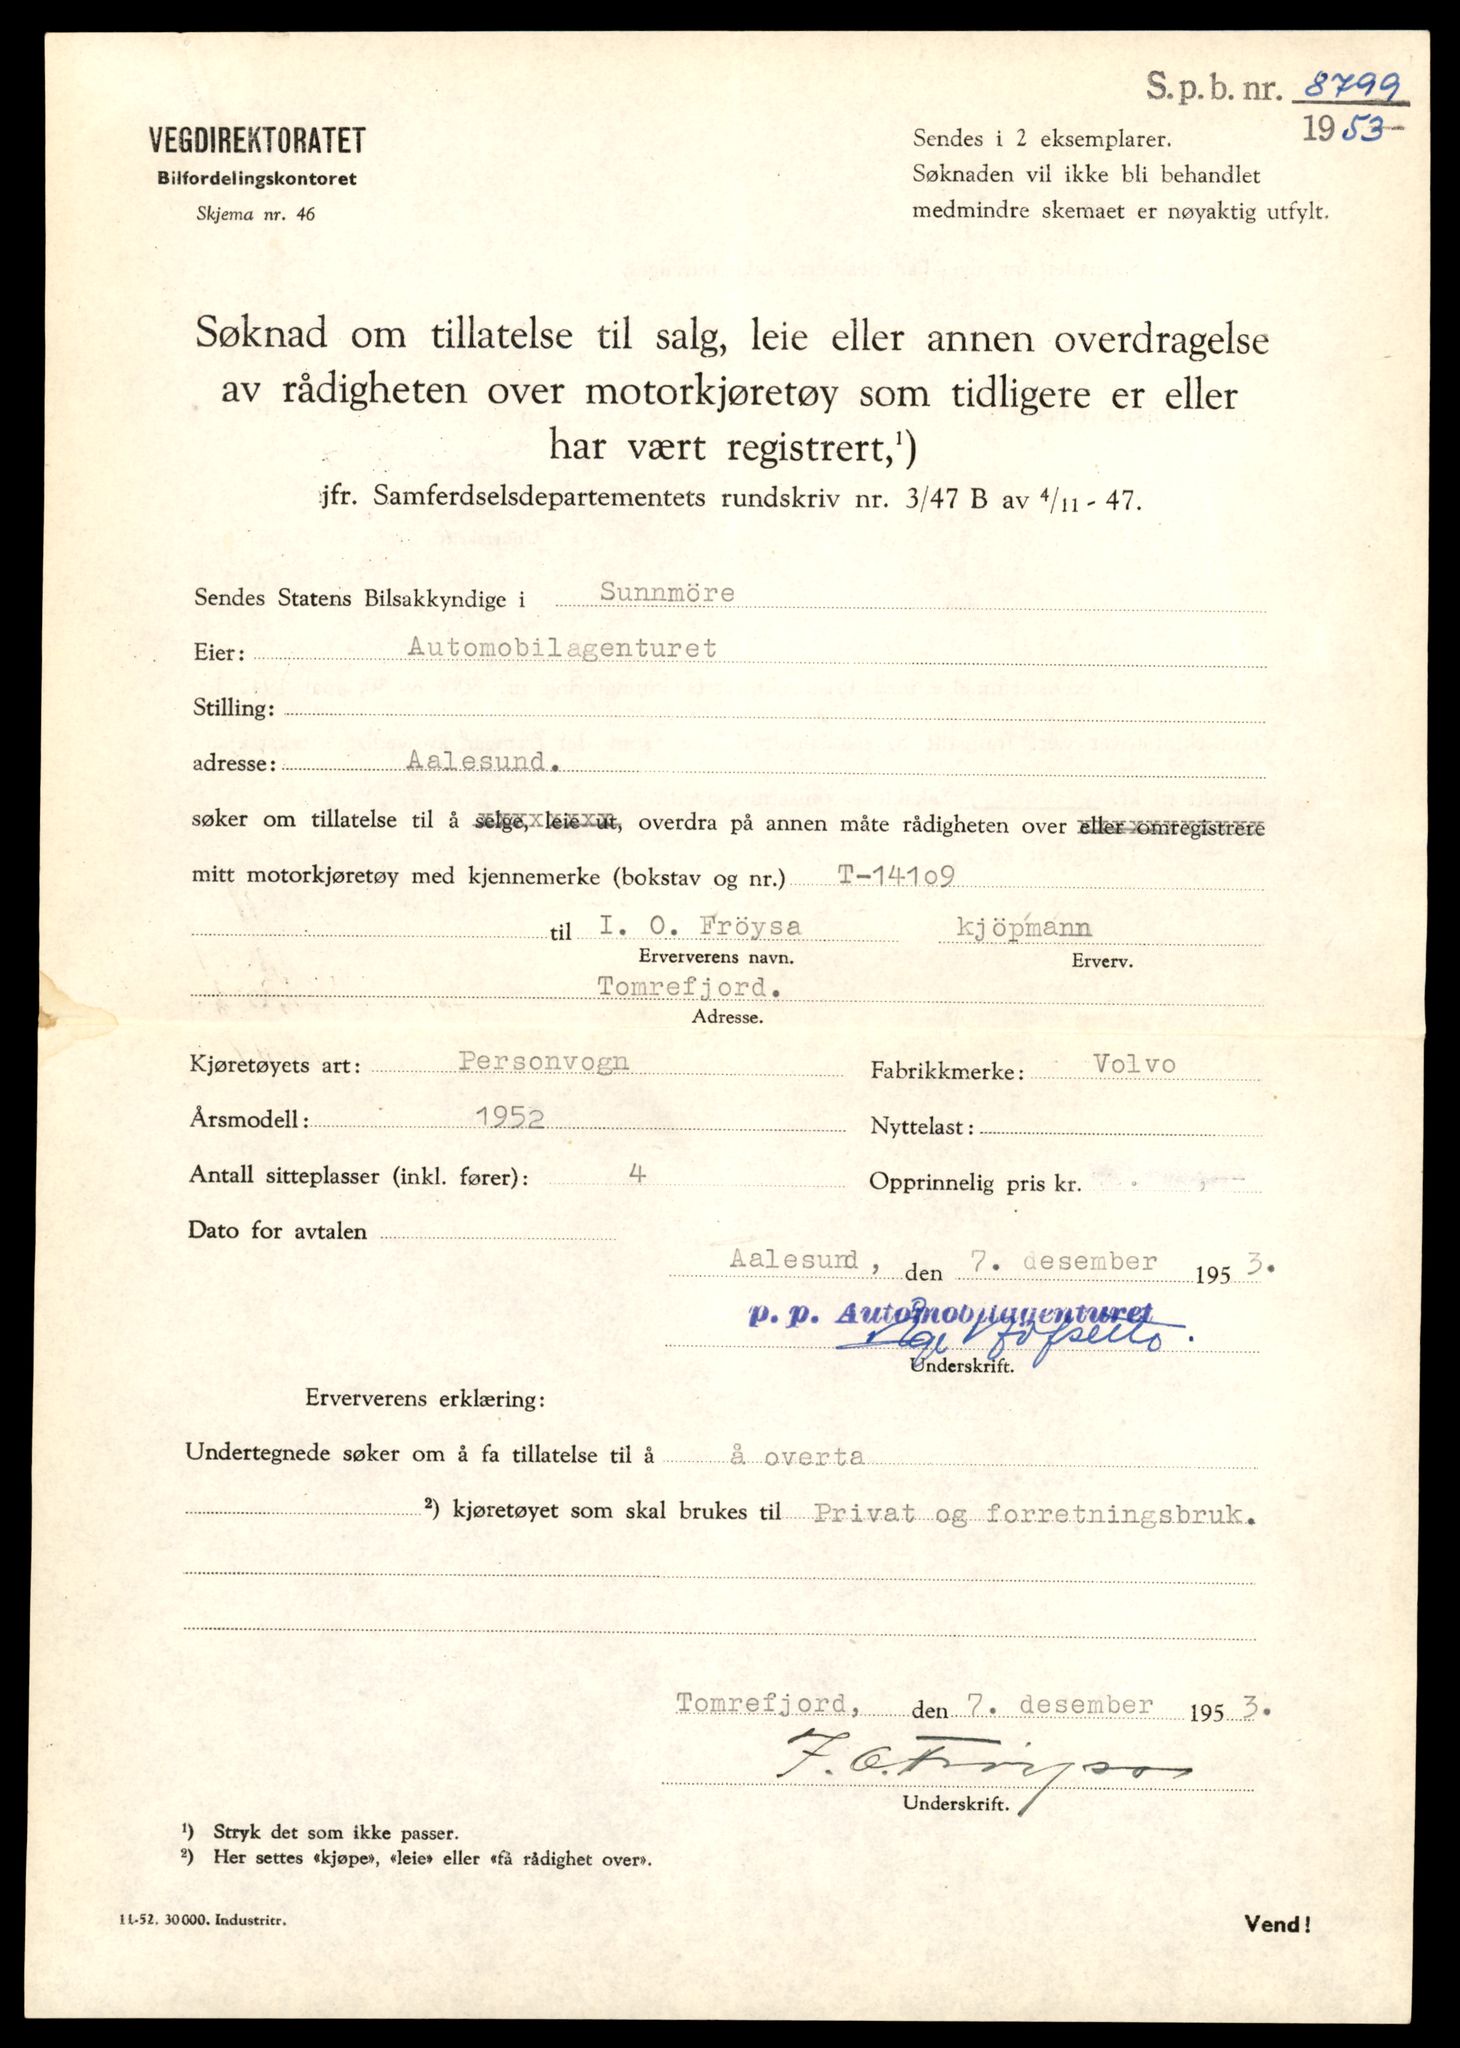 S.p.b. nr. 8799
1953-
VEGDIREKTORATET
Bilfordelingskontoret
Skjema nr. 46
Sendes i 2 eksemplarer.
Søknaden vil ikke bli behandlet
medmindre skemaet er nøyaktig utfylt.
Søknad om tillatelse til salg, leie eller annen overdragelse
av rådigheten over motorkjøretøy som tidligere er eller
har vært registrert,¹)
jfr. Samferdselsdepartementets rundskriv nr. 3/47 B av 4/11 - 47.
Sendes Statens Bilsakkyndige i Sunnmöre
Eier: Automobilagenturet
Stilling:
adresse: Aalesund.
søker om tillatelse til å selge, leie ut, overdra på annen måte rådigheten over eller omregistrere
mitt motorkjøretøy med kjennemerke (bokstav og nr.) T-14109
til I. O. Fröysa kjöpmann
Erververens navn. Erverv.
Tomrefjord.
Adresse.
Kjøretøyets art: Personvogn Fabrikkmerke: Volvo
Årsmodell: 1952 Nyttelast:
Antall sitteplasser (inkl. fører): 4 Opprinnelig pris kr.
Dato for avtalen
Aalesund, den 7. desember 1953.
p. p. Automobilagenturet
Underskrift.
Erververens erklæring:
Undertegnede søker om å fa tillatelse til å å overta
²) kjøretøyet som skal brukes til Privat og forretningsbruk.
Tomrefjord, den 7. desember 1953.
I. O. Fröysa
Underskrift.
¹) Stryk det som ikke passer.
²) Her settes «kjøpe», «leie» eller «få rådighet over».
11-52. 30000. Industritr.
Vend!